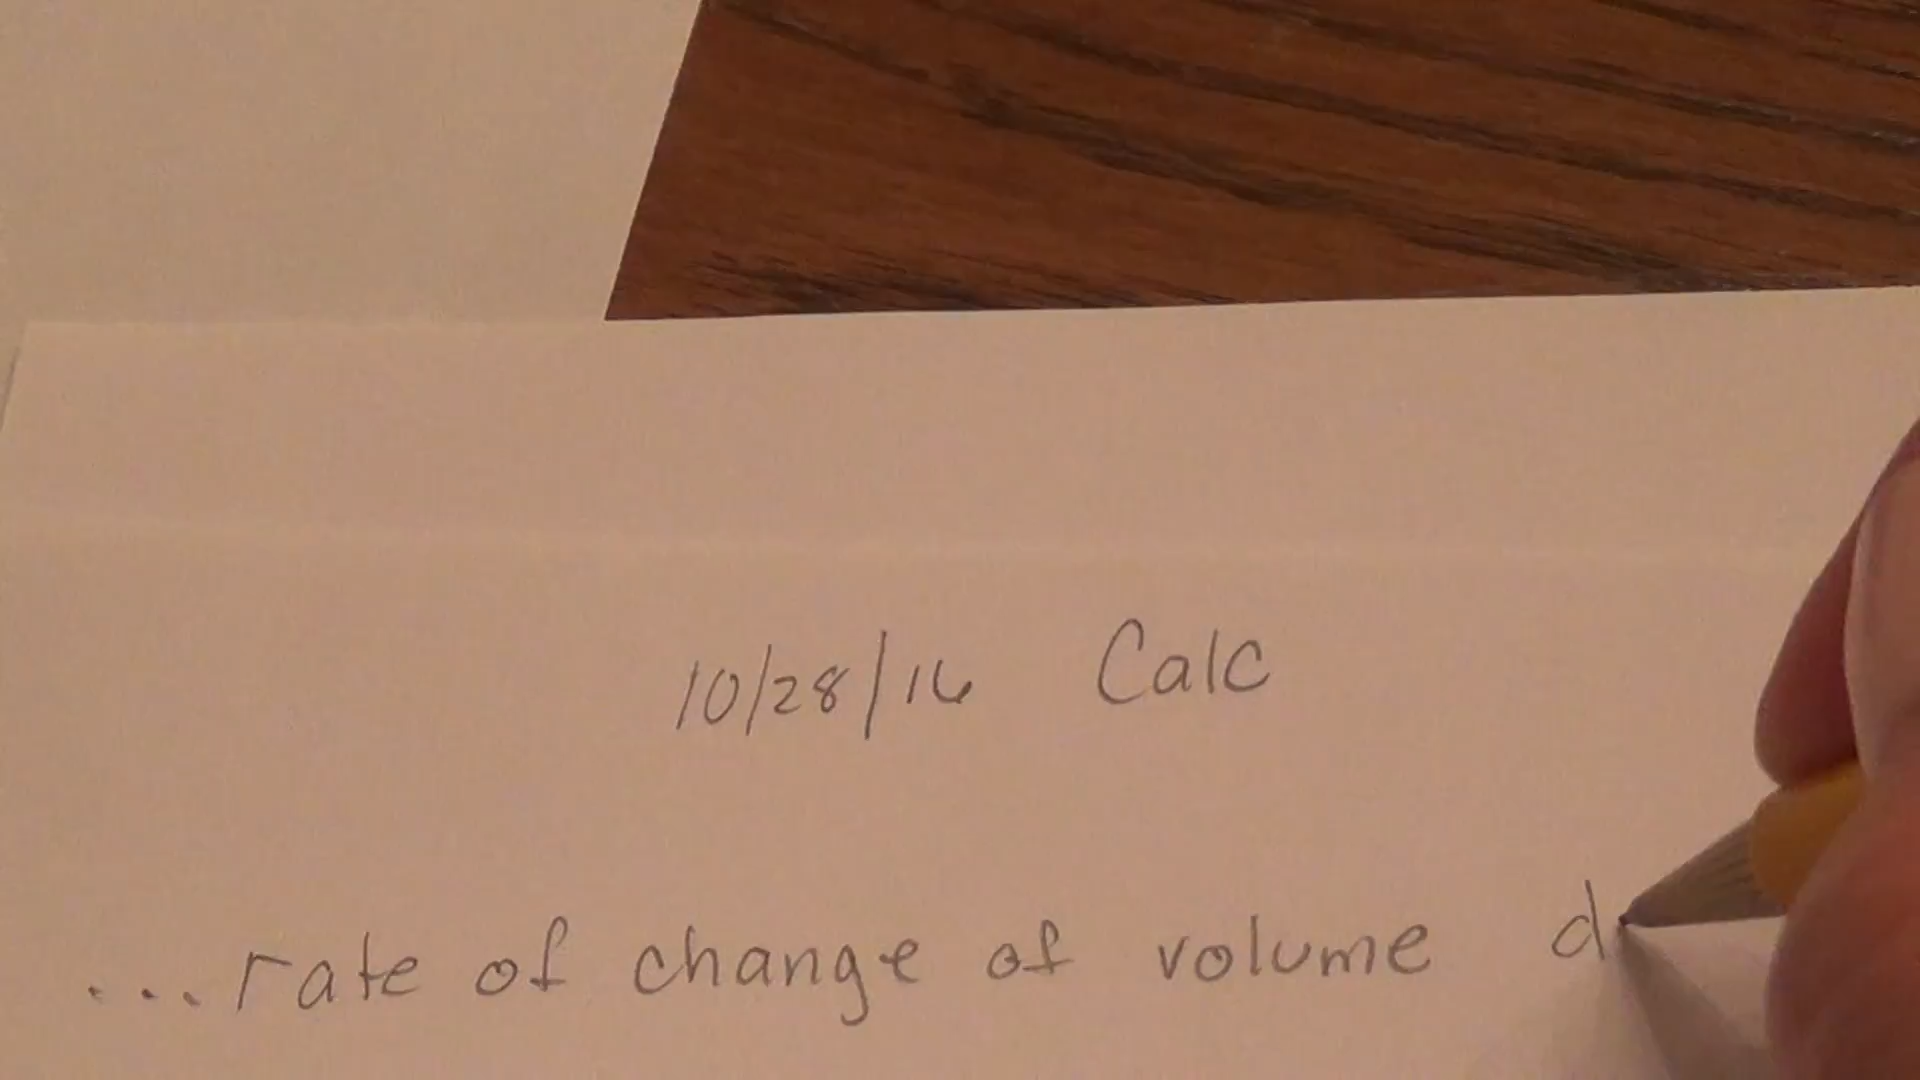 10/28/16 Calc
...rate of change of volume d